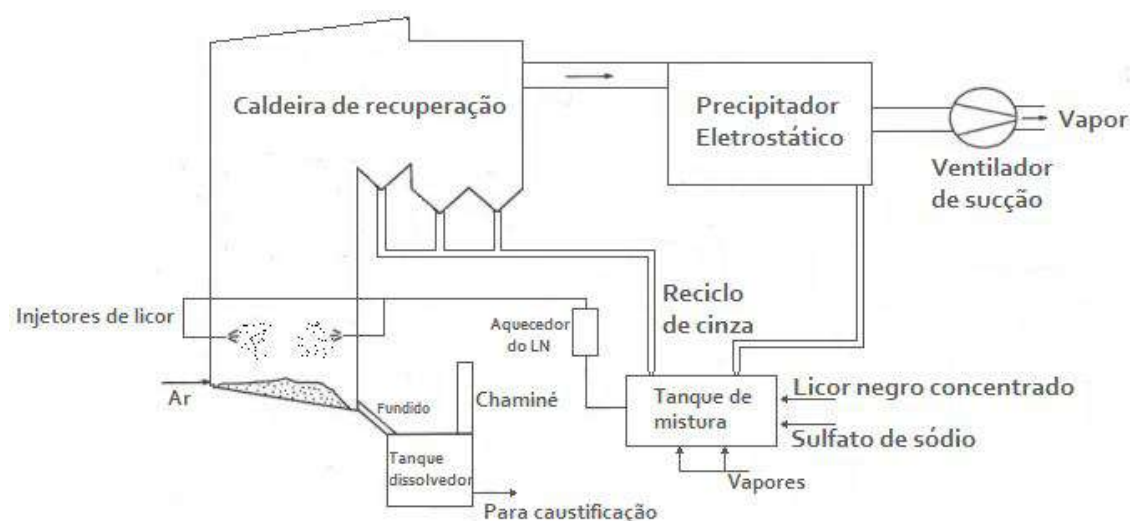 Caldeira de recuperação
Precipitador
Eletrostático
Vapor
Ventilador
de sucção
Injetores de licor
Aquecedor
do LN
Reciclo
de cinza
Ar
Fundido
Chaminé
Tanque de
mistura
Licor negro concentrado
Sulfato de sódio
Tanque
dissolvedor
Vapores
Para caustificação